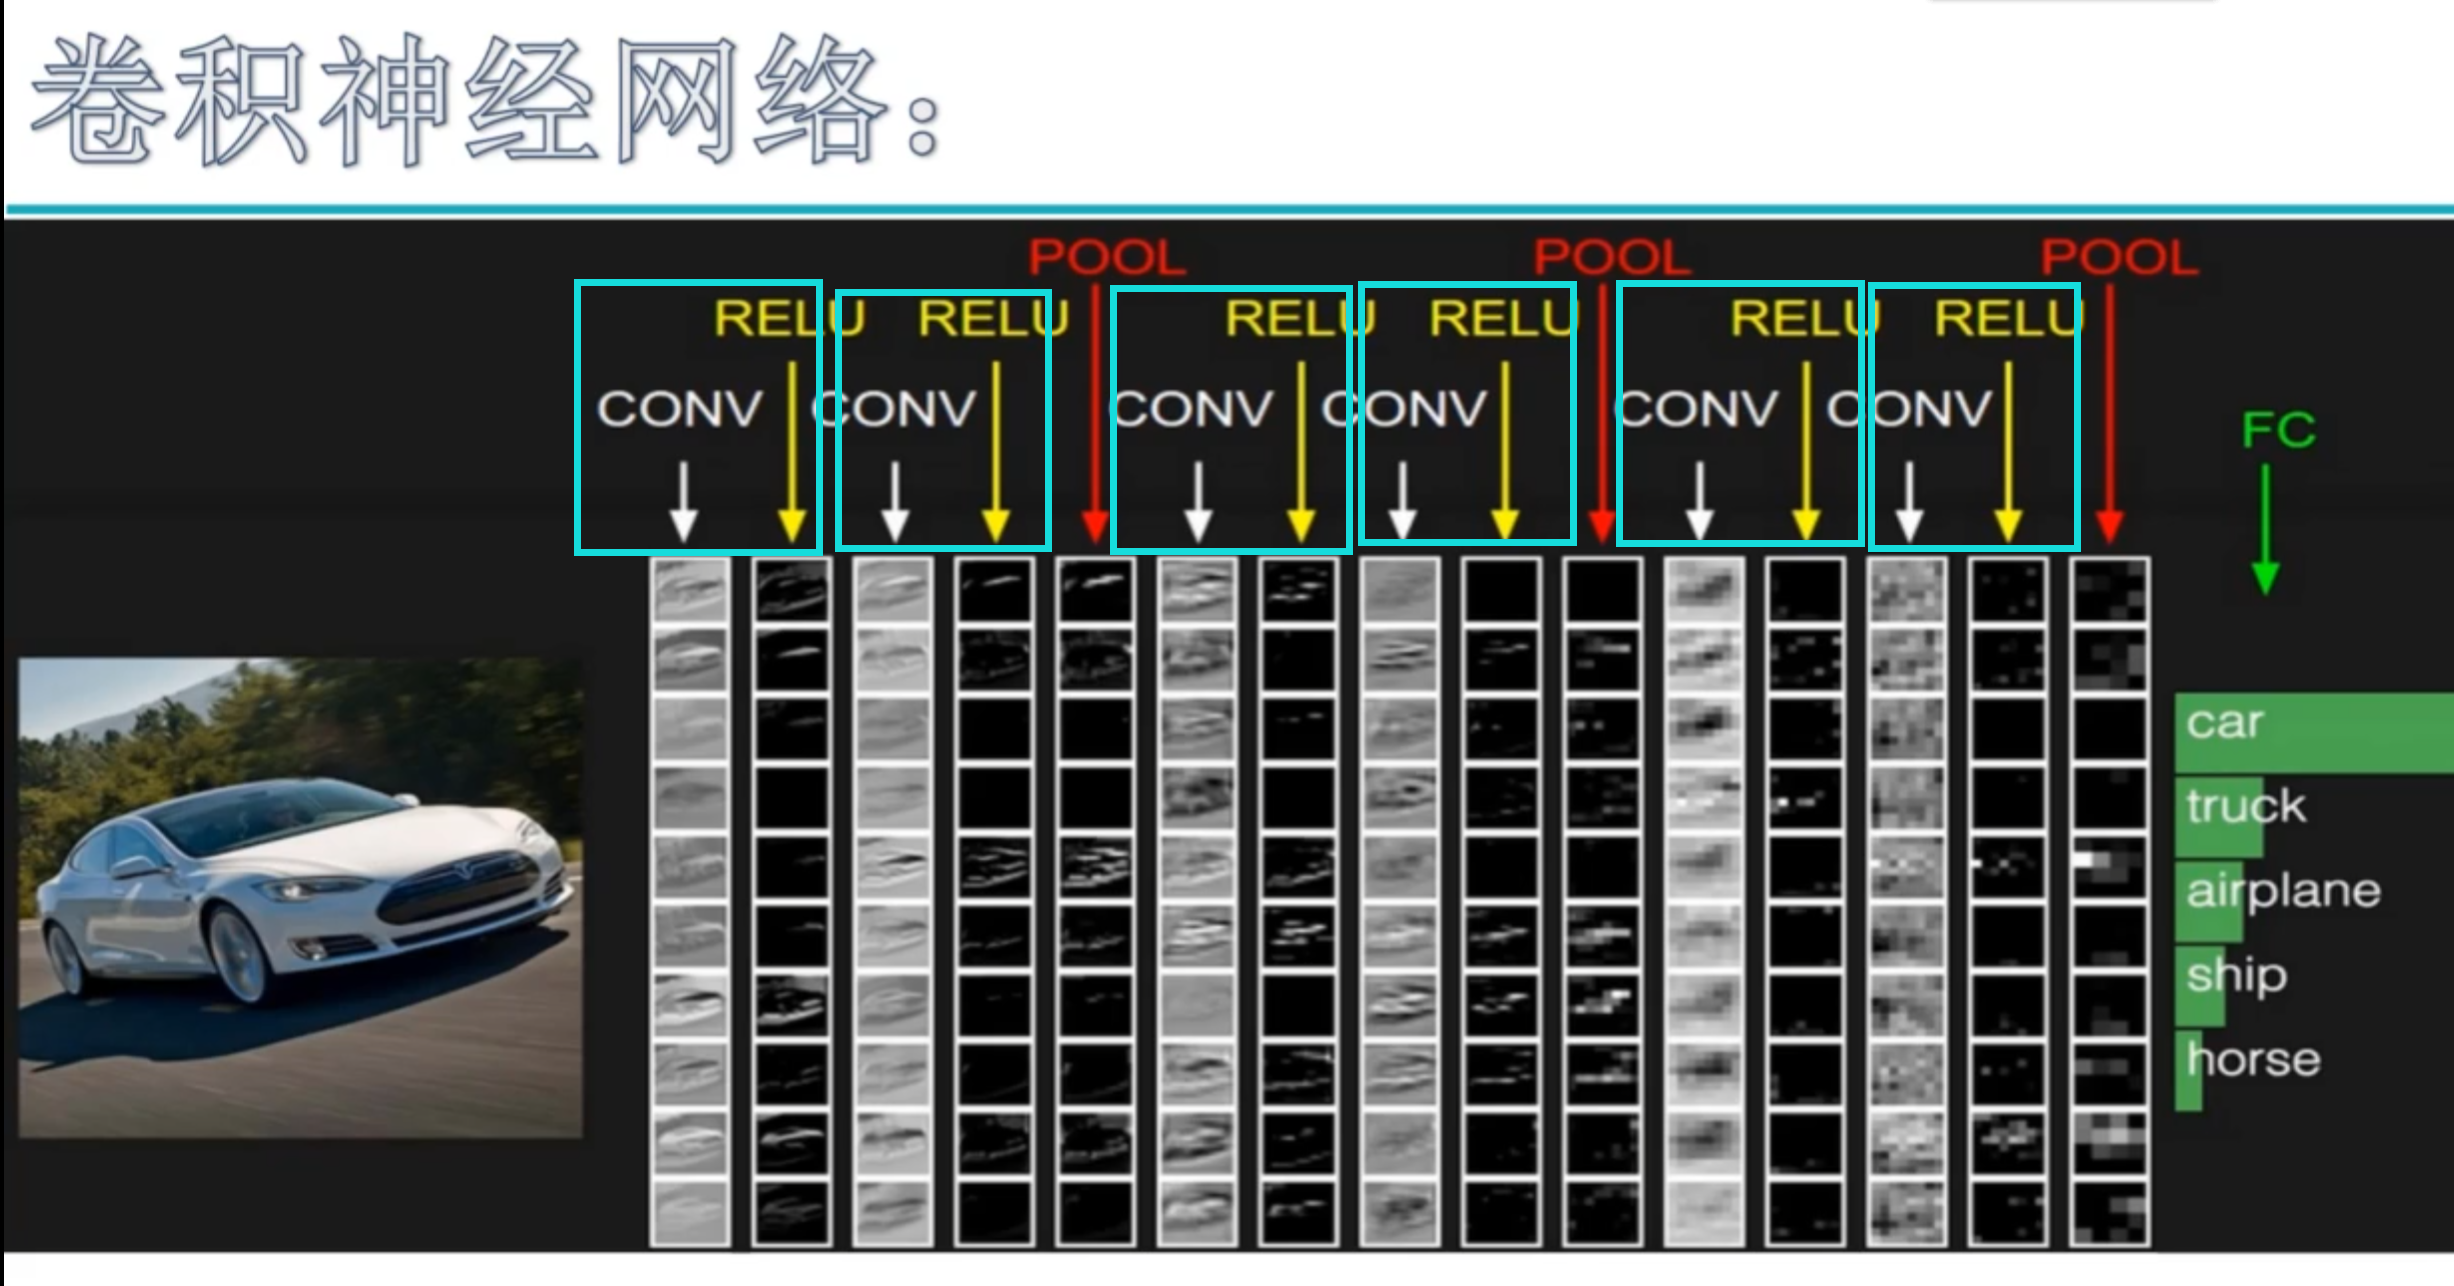 卷积神经网络：
POOL POOL POOL
RELU RELU RELU RELU RELU RELU
CONV CONV CONV CONV CONV CONV
FC
car
truck
airplane
ship
horse